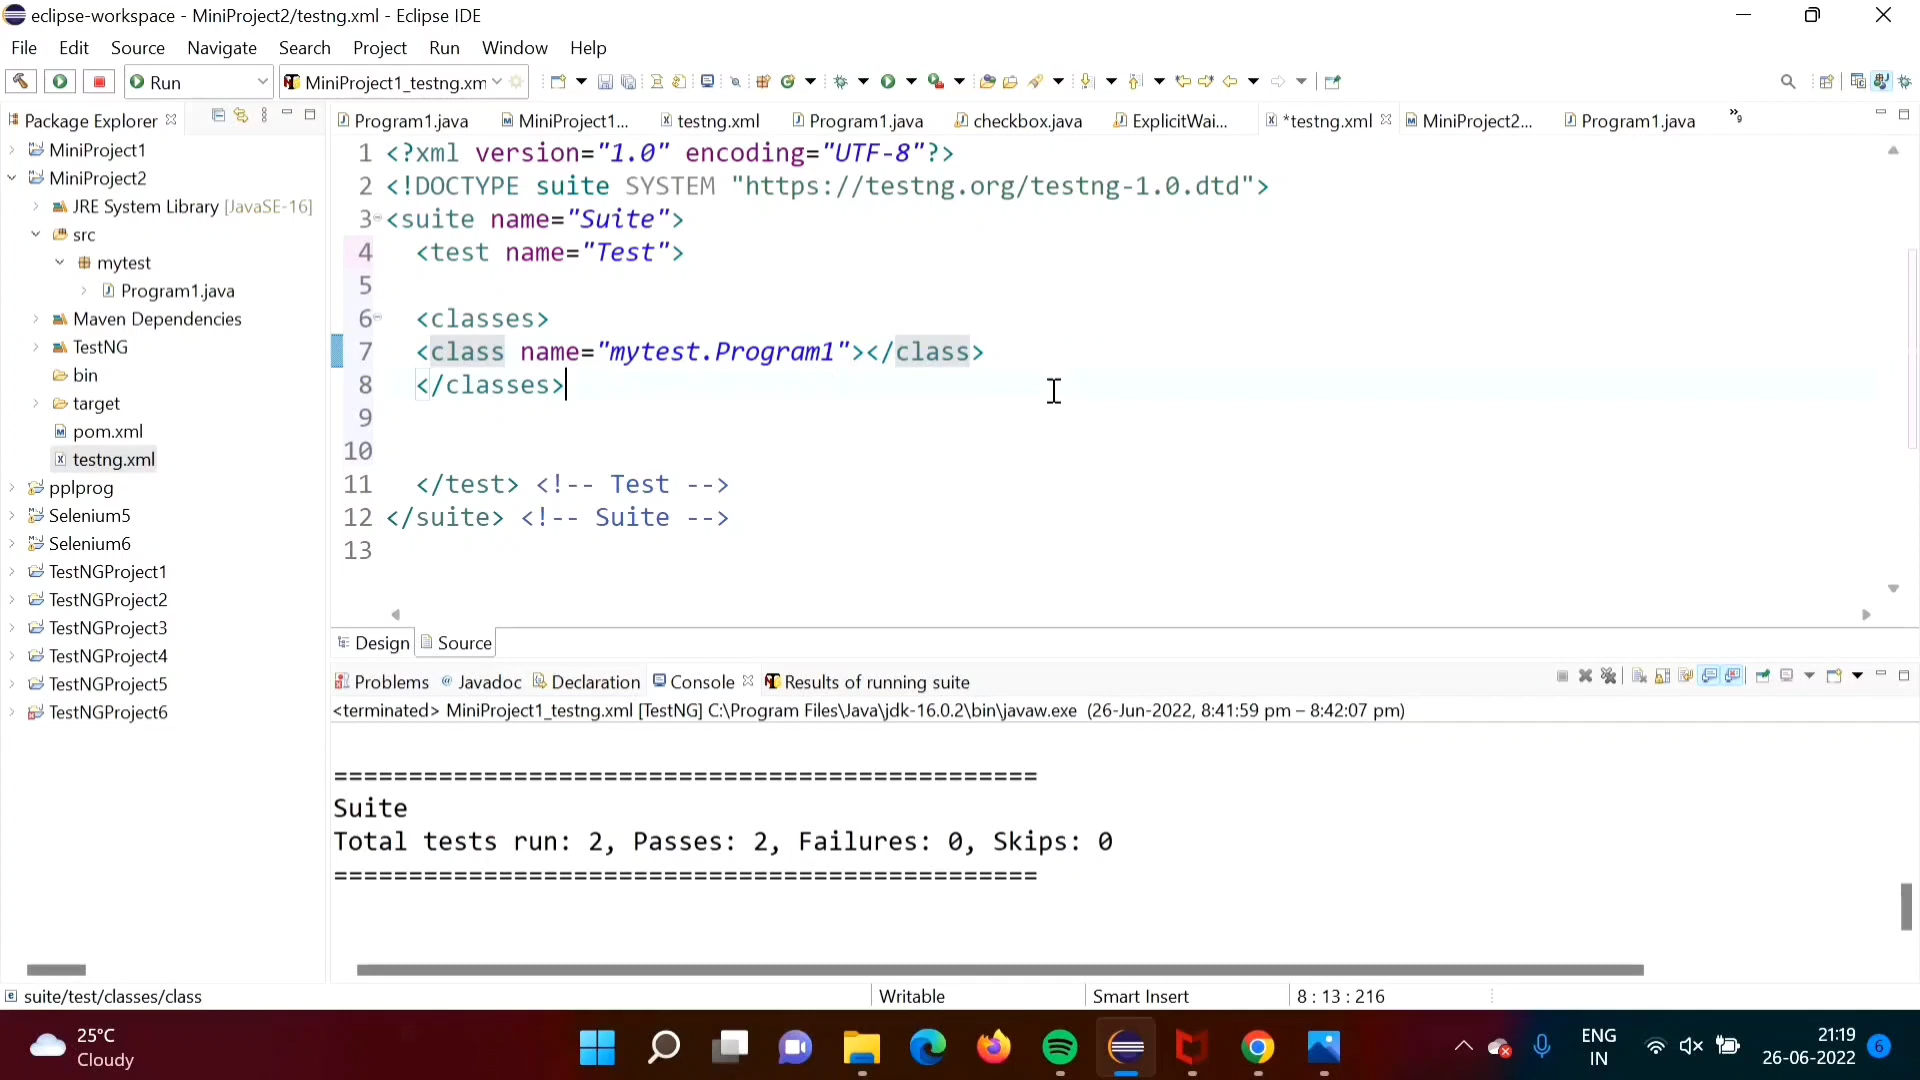 eclipse-workspace - MiniProject2/testng.xml - Eclipse IDE
File Edit Source Navigate Search Project Run Window Help
Run MiniProject1_testng.xm
Package Explorer
Program1.java MiniProject1... testng.xml Program1.java checkbox.java ExplicitWai... *testng.xml MiniProject2... Program1.java »9
MiniProject1
MiniProject2
JRE System Library [JavaSE-16]
src
mytest
Program1.java
Maven Dependencies
TestNG
bin
target
pom.xml
testng.xml
pplprog
Selenium5
Selenium6
TestNGProject1
TestNGProject2
TestNGProject3
TestNGProject4
TestNGProject5
TestNGProject6
1 <?xml version="1.0" encoding="UTF-8"?>
2 <!DOCTYPE suite SYSTEM "https://testng.org/testng-1.0.dtd">
3 <suite name="Suite">
4 <test name="Test">
5
6 <classes>
7 <class name="mytest.Program1"></class>
8 </classes>
9
10
11 </test> <!-- Test -->
12 </suite> <!-- Suite -->
13
Design Source
Problems Javadoc Declaration Console Results of running suite
<terminated> MiniProject1_testng.xml [TestNG] C:\Program Files\Java\jdk-16.0.2\bin\javaw.exe (26-Jun-2022, 8:41:59 pm – 8:42:07 pm)
===============================================
Suite
Total tests run: 2, Passes: 2, Failures: 0, Skips: 0
===============================================
suite/test/classes/class Writable Smart Insert 8 : 13 : 216
25°C
Cloudy
ENG
IN
21:19
26-06-2022
6